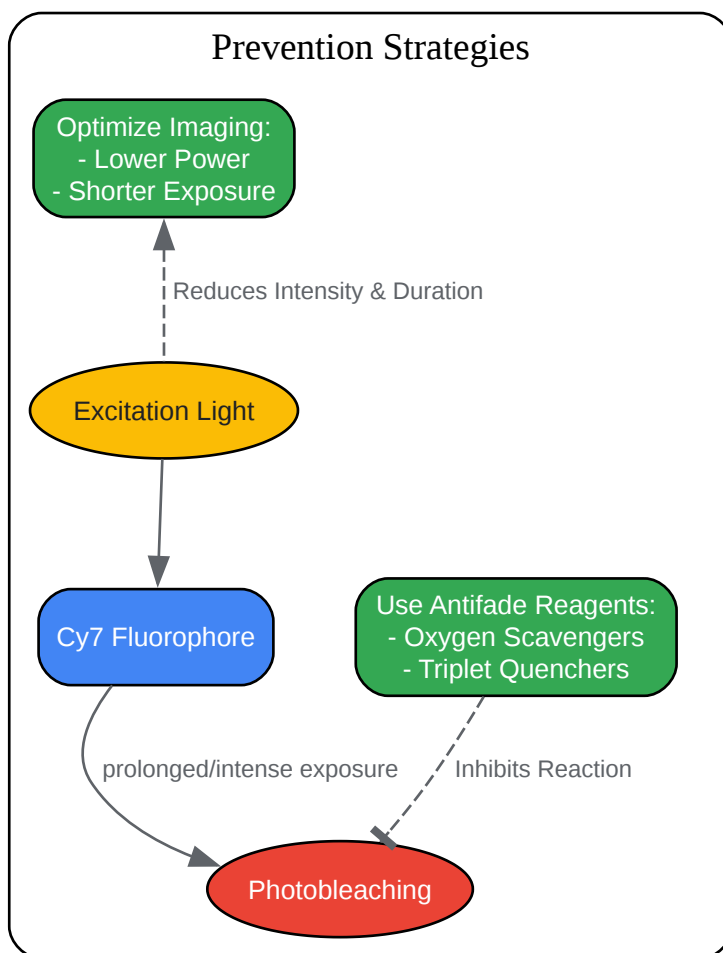 Prevention Strategies
Optimize Imaging:
- Lower Power
- Shorter Exposure
Reduces Intensity & Duration
Excitation Light
Cy7 Fluorophore
Use Antifade Reagents:
- Oxygen Scavengers
- Triplet Quenchers
prolonged/intense exposure
Inhibits Reaction
Photobleaching